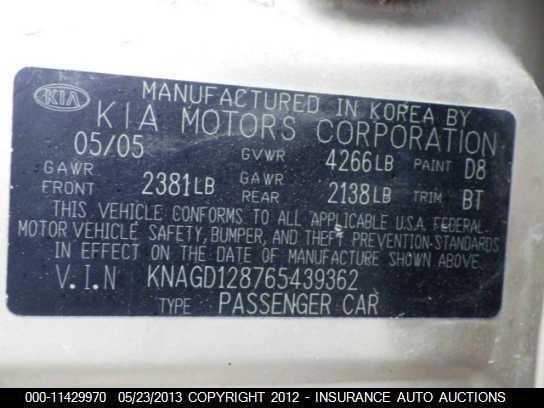 KIA
MANUFACTURED IN KOREA BY
KIA MOTORS CORPORATION
05/05 GVWR 4266LB PAINT D8
GAWR FRONT 2381LB GAWR REAR 2138LB TRIM BT
THIS VEHICLE CONFORMS TO ALL APPLICABLE U.S.A. FEDERAL
MOTOR VEHICLE SAFETY, BUMPER, AND THEFT PREVENTION STANDARDS
IN EFFECT ON THE DATE OF MANUFACTURE SHOWN ABOVE.
V.I.N KNAGD128765439362
TYPE PASSENGER CAR
000-11429970 05/23/2013 COPYRIGHT 2012 - INSURANCE AUTO AUCTIONS